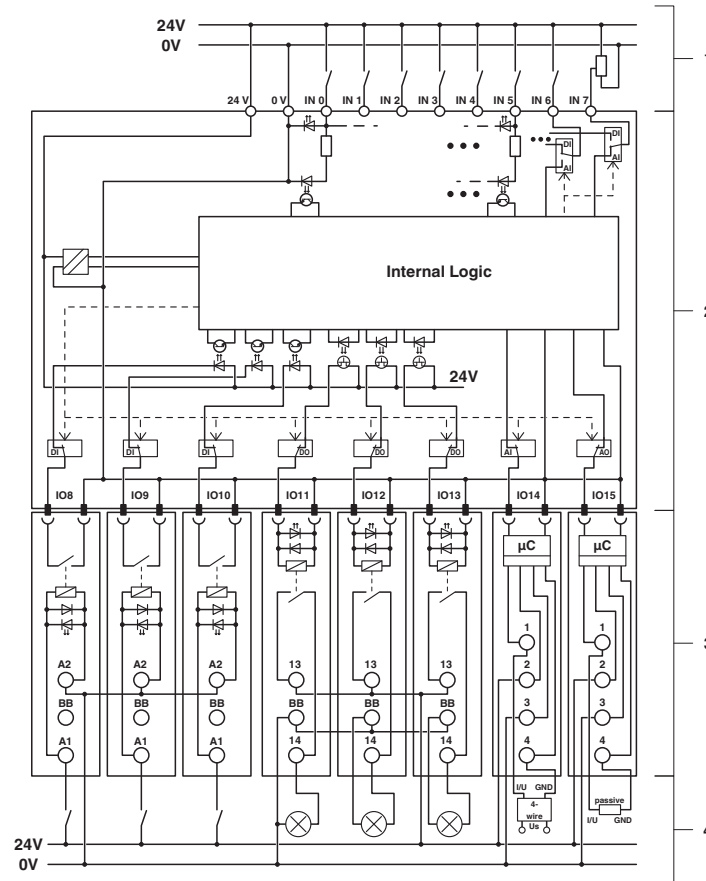 24V
0V
1
24 V 0 V IN 0 IN 1 IN 2 IN 3 IN 4 IN 5 IN 6 IN 7
DI
DI
AI
AI
Internal Logic
2
24V
DI DI DI DO DO DO AI AO
IO8 IO9 IO10 IO11 IO12 IO13 IO14 IO15
µC µC
1 1
3
A2 A2 A2 13 13 13 2 2
BB BB BB BB BB BB 3 3
A1 A1 A1 14 14 14 4 4
I/U GND
4-
wire
Us
passive
I/U GND
4
24V
0V